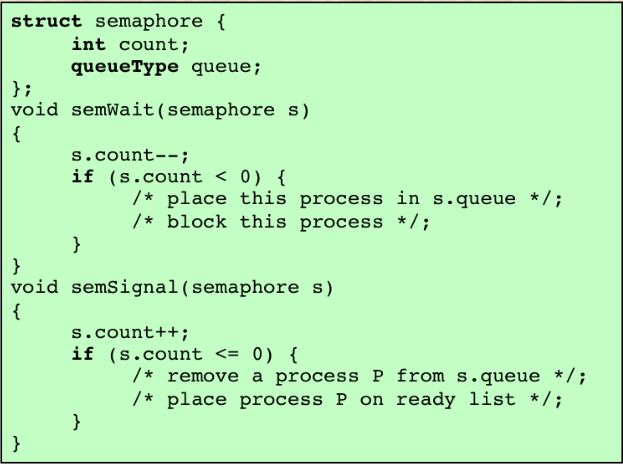 struct semaphore {
int count;
queueType queue;
};
void semWait(semaphore s)
{
s.count--;
if (s.count < 0) {
/* place this process in s.queue */;
/* block this process */;
}
}
void semSignal(semaphore s)
{
s.count++;
if (s.count <= 0) {
/* remove a process P from s.queue */;
/* place process P on ready list */;
}
}